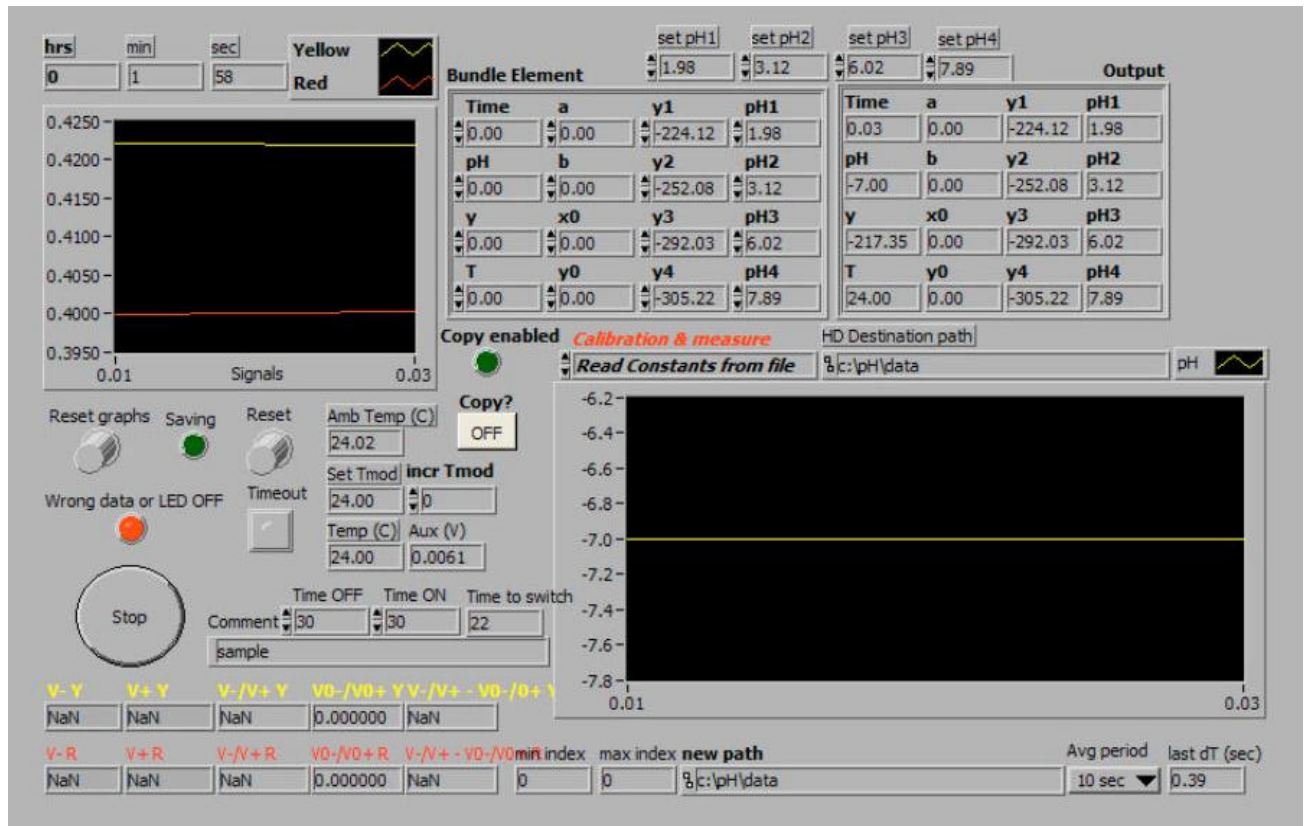 hrs min sec Yellow
0 1 58 Red
set pH1 set pH2 set pH3 set pH4
1.98 3.12 6.02 7.89
Bundle Element
Time a y1 pH1
0.00 0.00 -224.12 1.98
pH b y2 pH2
0.00 0.00 -252.08 3.12
y x0 y3 pH3
0.00 0.00 -292.03 6.02
T y0 y4 pH4
0.00 0.00 -305.22 7.89
Output
Time a y1 pH1
0.03 0.00 -224.12 1.98
pH b y2 pH2
-7.00 0.00 -252.08 3.12
y x0 y3 pH3
-217.35 0.00 -292.03 6.02
T y0 y4 pH4
24.00 0.00 -305.22 7.89
0.4250
0.4200
0.4150
0.4100
0.4050
0.4000
0.3950
0.01 Signals 0.03
Copy enabled
Calibration & measure
Read Constants from file
HD Destination path
c:\pH\data
pH
Copy?
OFF
Reset graphs Saving Reset
Amb Temp (C)
24.02
Set Tmod incr Tmod
24.00 0
Wrong data or LED OFF Timeout
Temp (C) Aux (V)
24.00 0.0061
-6.2
-6.4
-6.6
-6.8
-7.0
-7.2
-7.4
-7.6
-7.8
0.01 0.03
Stop
Time OFF Time ON Time to switch
Comment 30 30 22
sample
V- Y V+ Y V-/V+ Y V0-/V0+ Y V-/V+ - V0-/0+ Y
NaN NaN NaN 0.000000 NaN
V- R V+ R V-/V+ R V0-/V0+ R V-/V+ - V0-/V0
NaN NaN NaN 0.000000 NaN
min index max index new path
0 0 c:\pH\data
Avg period last dT (sec)
10 sec 0.39